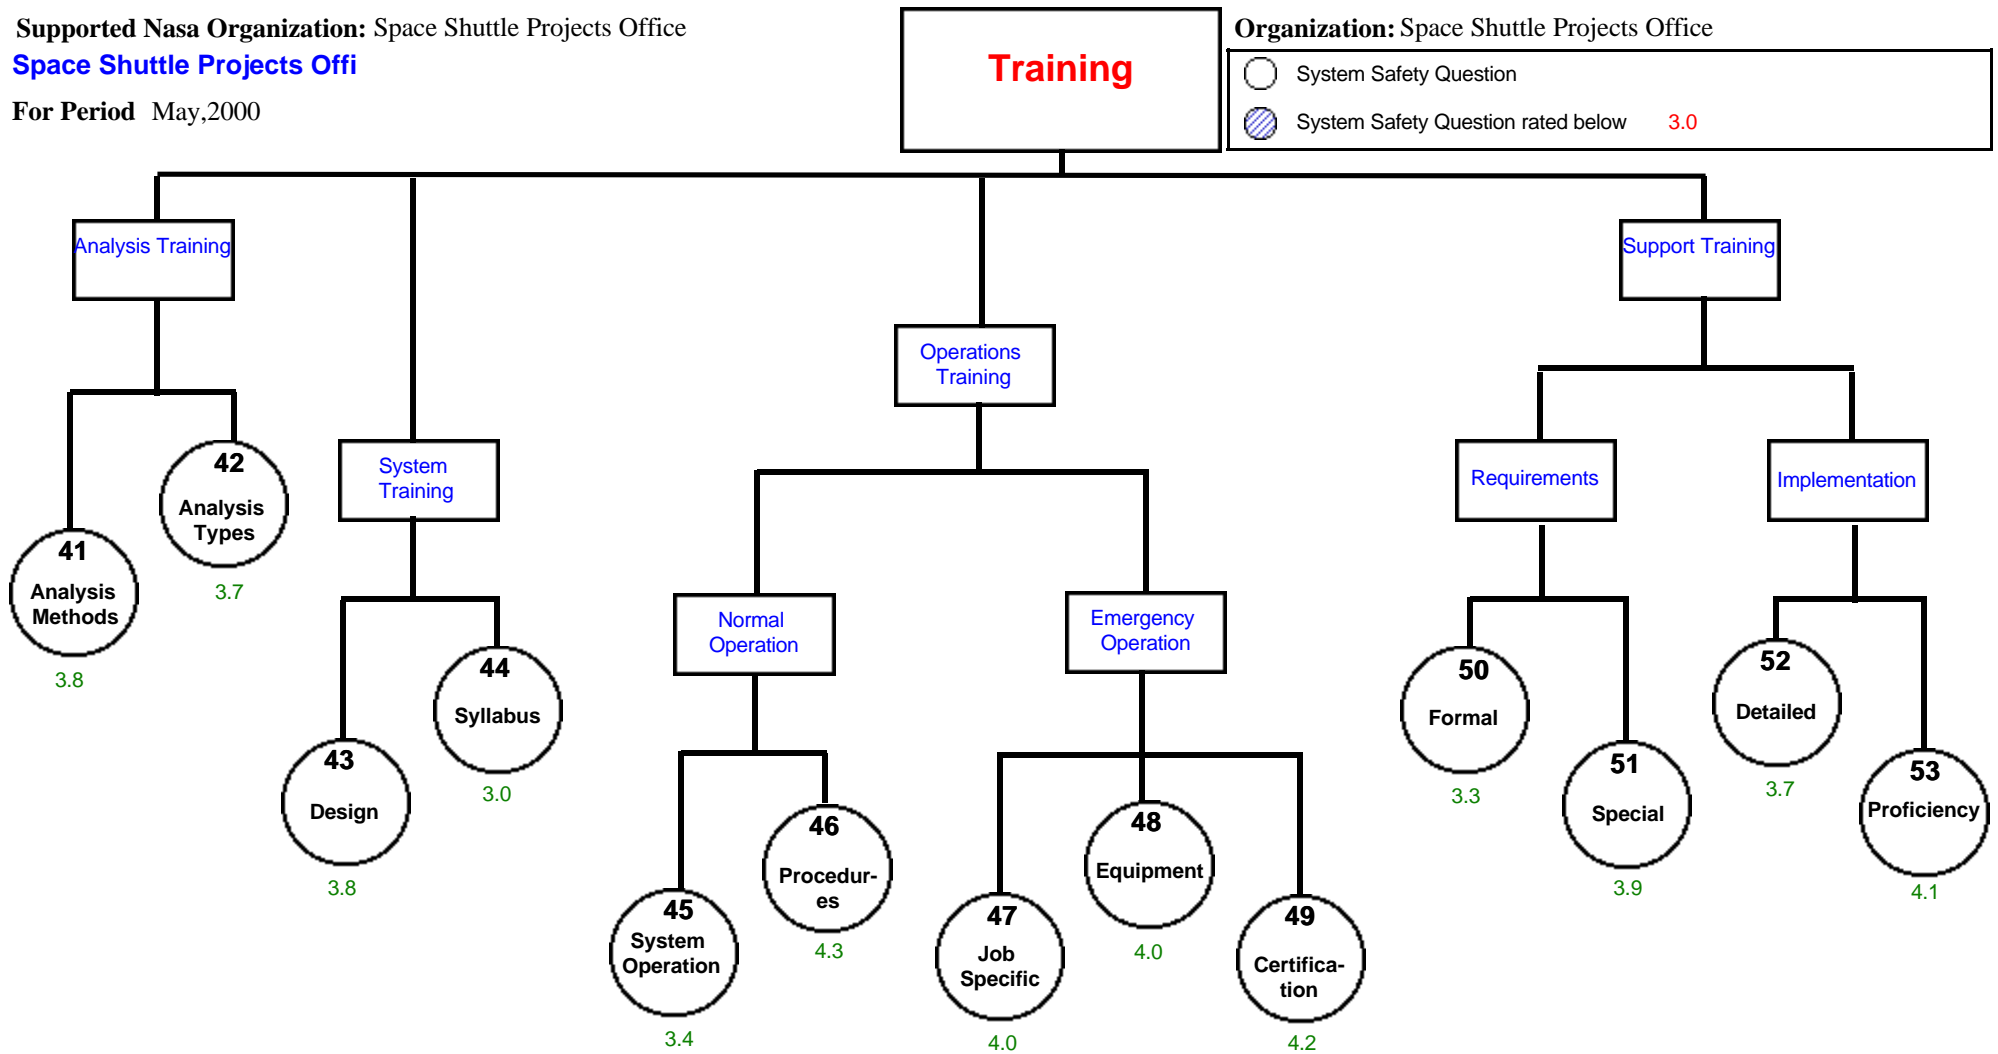 Supported Nasa Organization: Space Shuttle Projects Office
Space Shuttle Projects Offi
For Period May,2000
Training
Organization: Space Shuttle Projects Office
System Safety Question
System Safety Question rated below 3.0
Analysis Training
Support Training
Operations
Training
System
Training
Requirements
Implementation
Normal
Operation
Emergency
Operation
41
Analysis
Methods
3.8
42
Analysis
Types
3.7
43
Design
3.8
44
Syllabus
3.0
45
System
Operation
3.4
46
Procedur-
es
4.3
47
Job
Specific
4.0
48
Equipment
4.0
49
Certifica-
tion
4.2
50
Formal
3.3
51
Special
3.9
52
Detailed
3.7
53
Proficiency
4.1